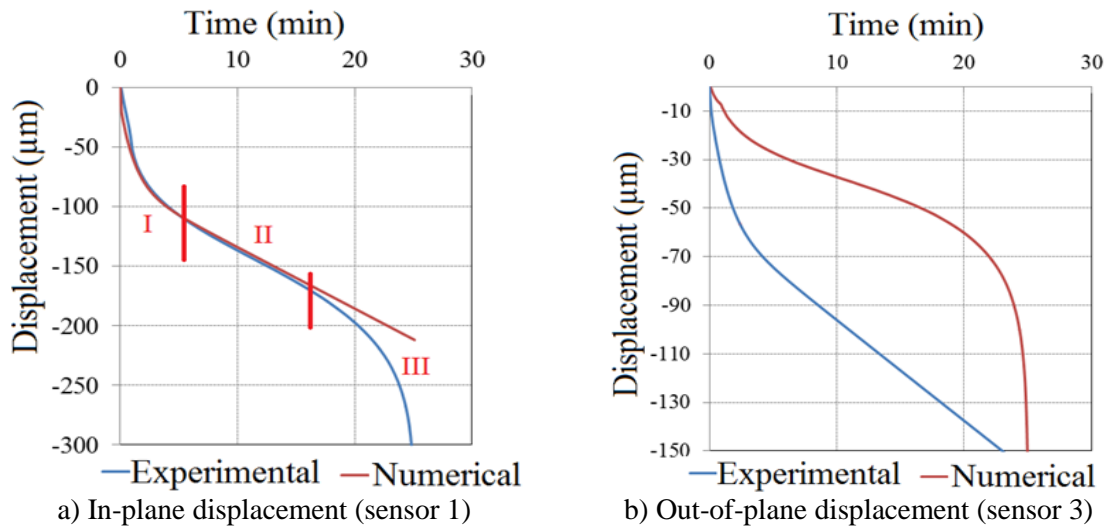 Time (min)
0 10 20 30
Displacement (μm)
0
-50
-100
-150
-200
-250
-300
I
II
III
Experimental Numerical
a) In-plane displacement (sensor 1)
Time (min)
0 10 20 30
Displacement (μm)
-10
-30
-50
-70
-90
-110
-130
-150
Experimental Numerical
b) Out-of-plane displacement (sensor 3)